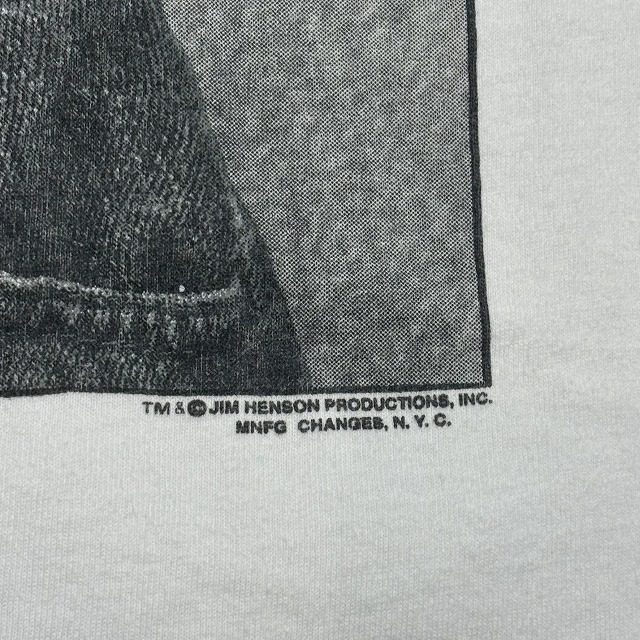 TM & © JIM HENSON PRODUCTIONS, INC.
MNFG CHANGES, N. Y. C.